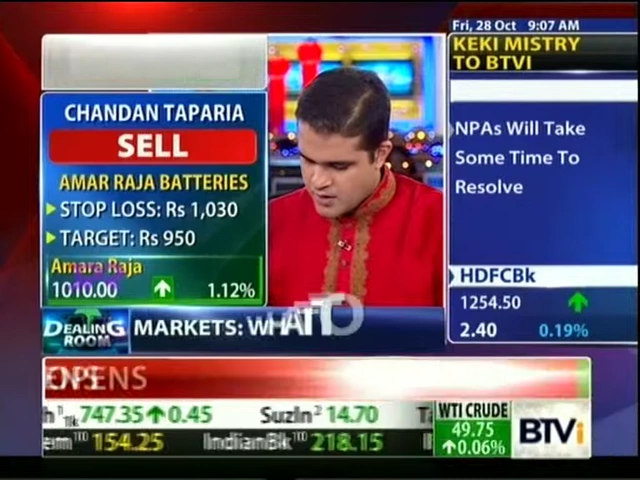 Fri, 28 Oct 9:07 AM
KEKI MISTRY
TO BTVI
NPAs Will Take
Some Time To
Resolve
CHANDAN TAPARIA
SELL
AMAR RAJA BATTERIES
STOP LOSS: Rs 1,030
TARGET: Rs 950
Amara Raja
1010.00 1.12%
HDFCBk
1254.50
2.40 0.19%
DEALING
ROOM
MARKETS:
747.35 0.45 SuzIn 2 14.70
154.25 IndianBk 100 218.15
WTI CRUDE
49.75
0.06%
BTVi